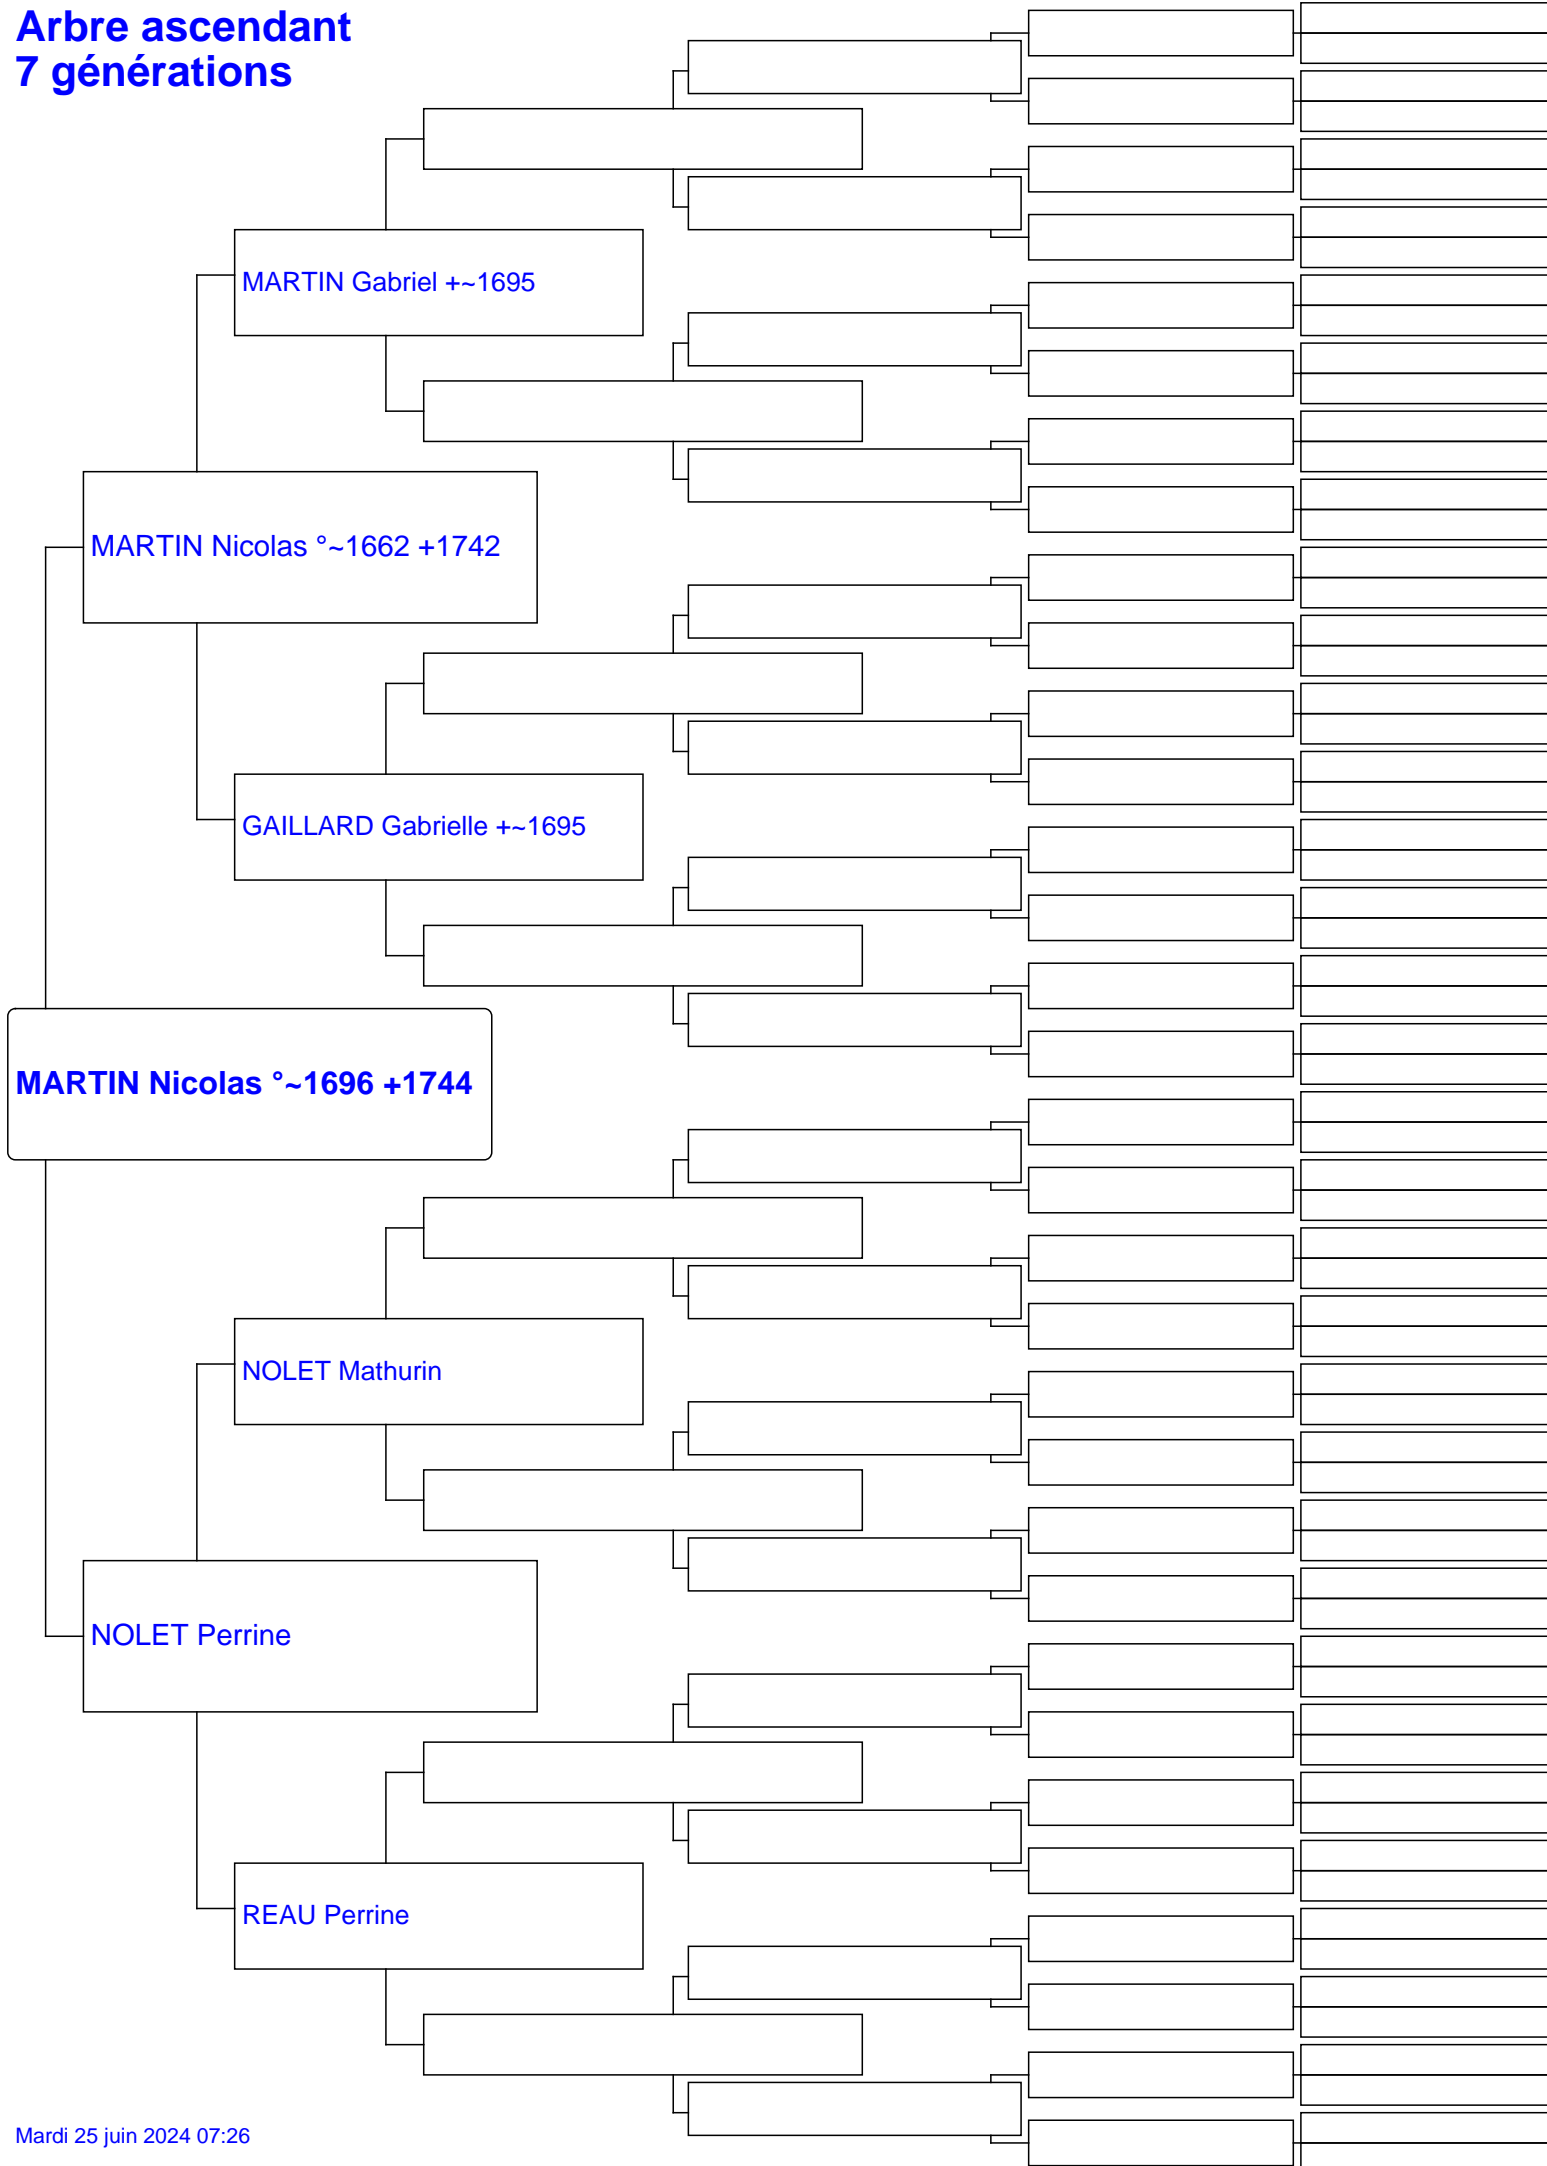 Arbre ascendant
7 générations
MARTIN Gabriel +~1695
MARTIN Nicolas °~1662 +1742
GAILLARD Gabrielle +~1695
MARTIN Nicolas °~1696 +1744
NOLET Mathurin
NOLET Perrine
REAU Perrine
Mardi 25 juin 2024 07:26